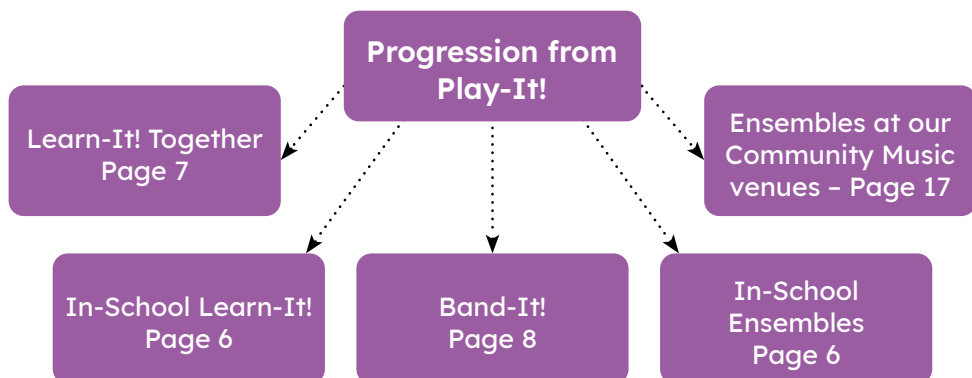 Progression from
Play-It!
Learn-It! Together
Page 7
Ensembles at our
Community Music
venues – Page 17
In-School Learn-It!
Page 6
Band-It!
Page 8
In-School
Ensembles
Page 6